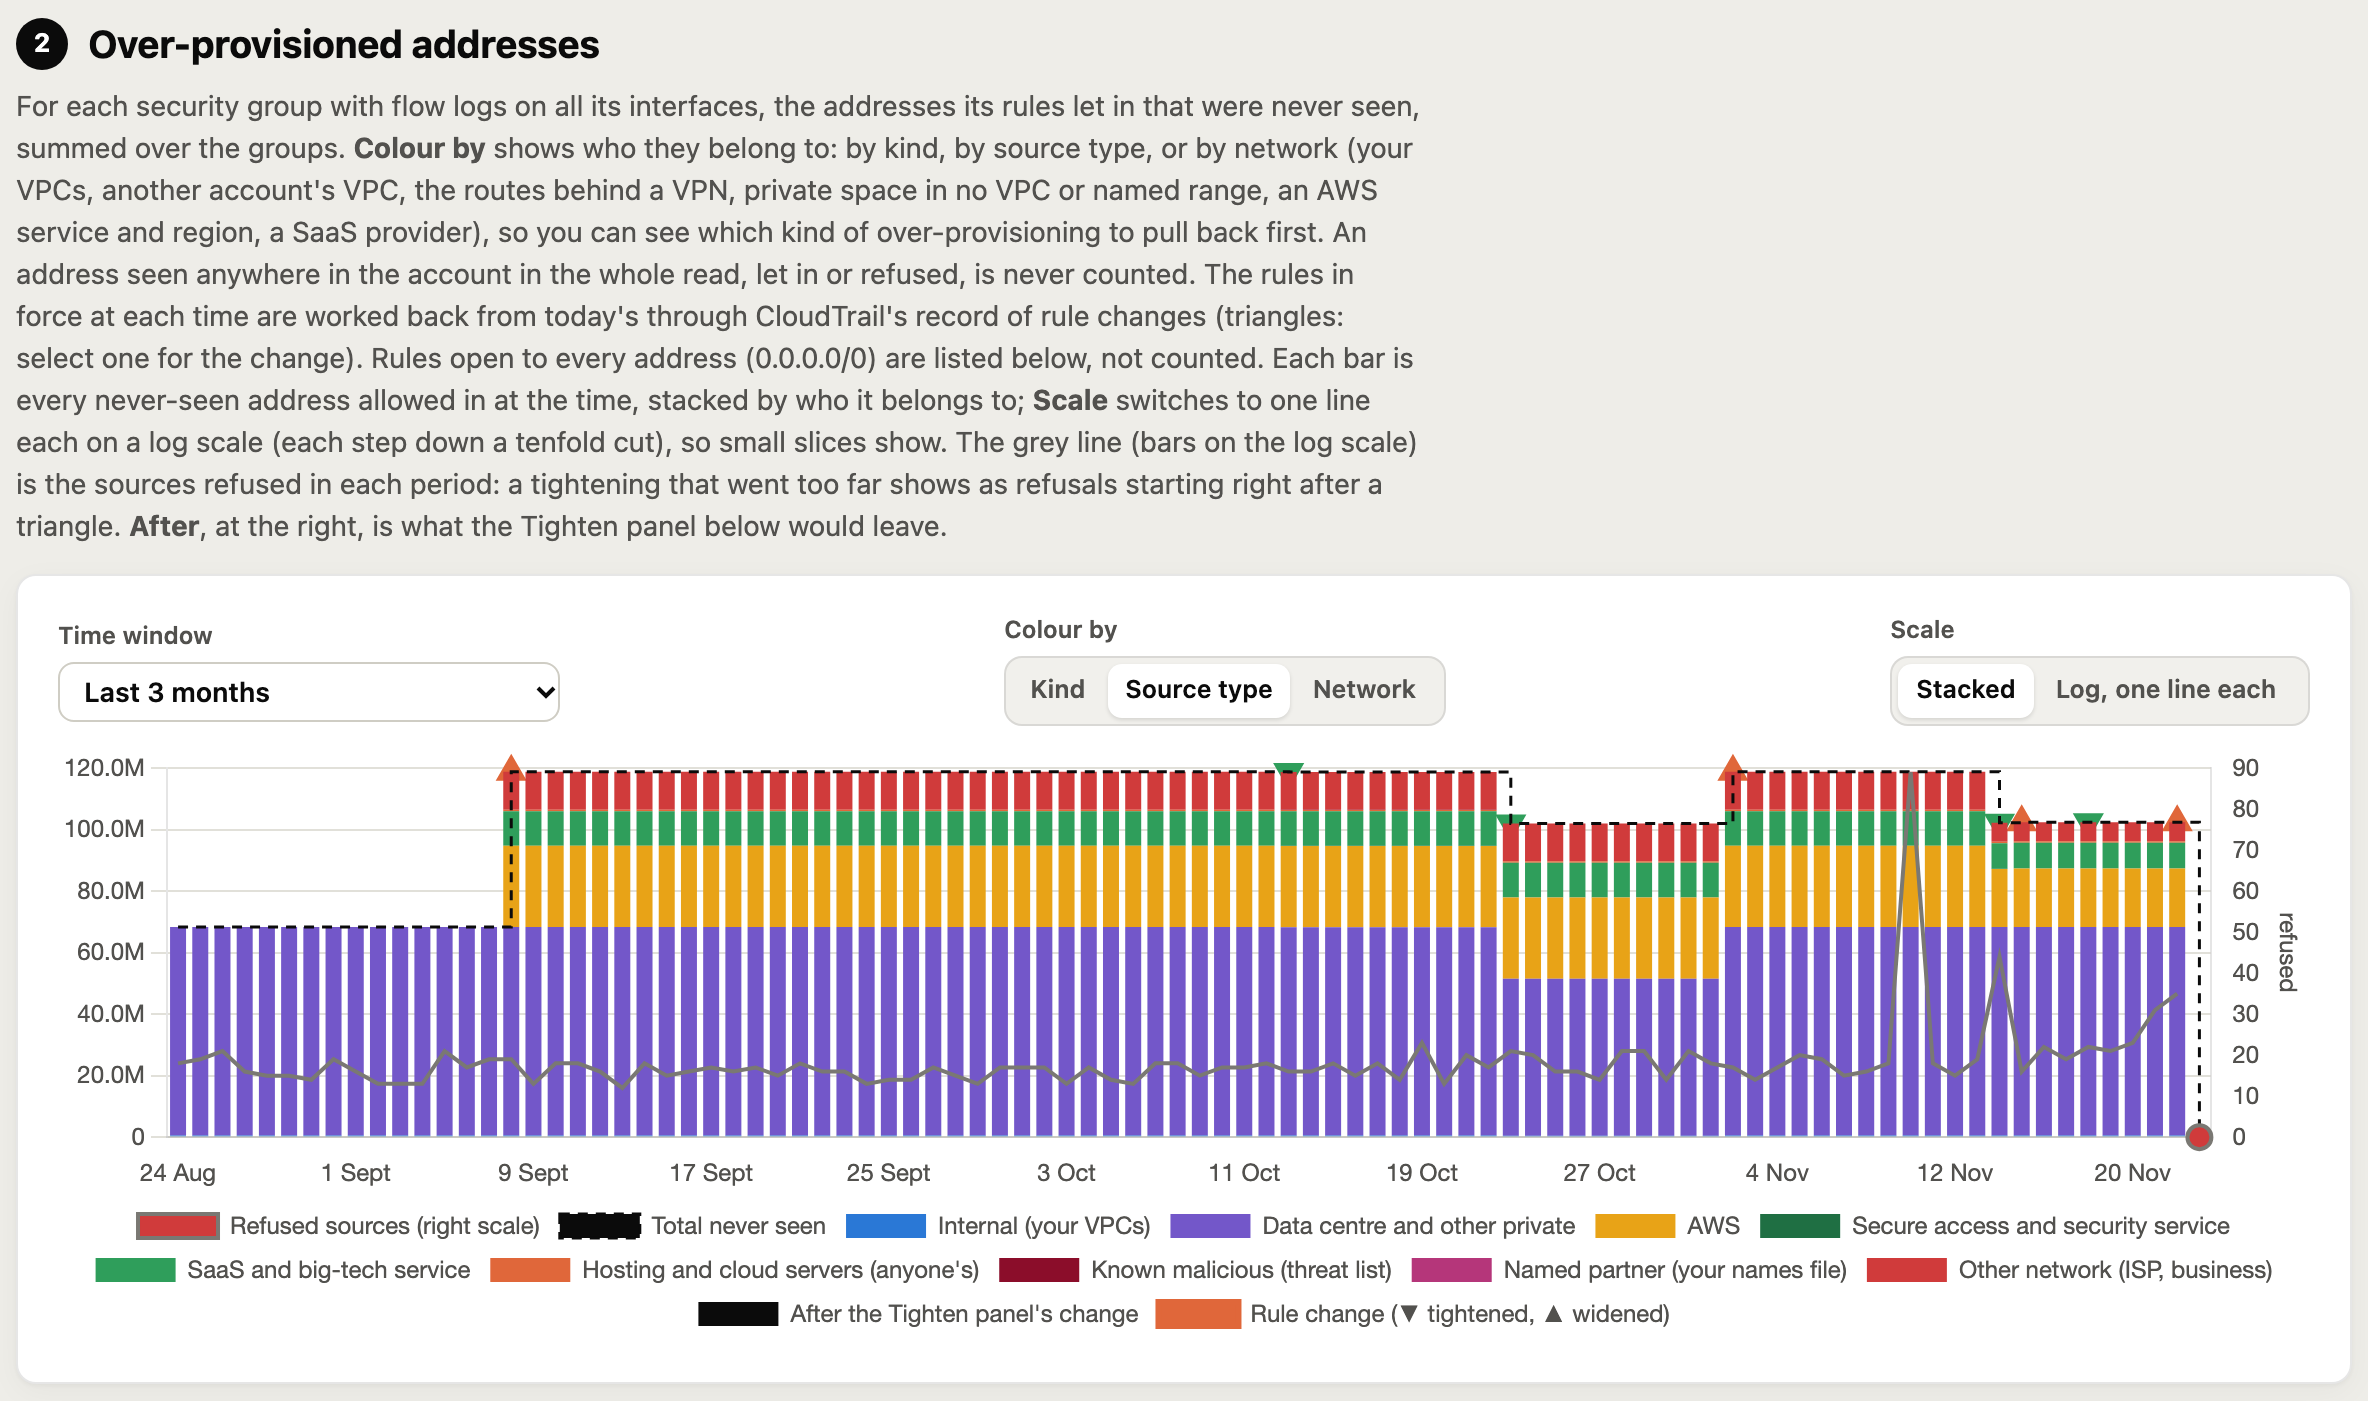 2 Over-provisioned addresses
For each security group with flow logs on all its interfaces, the addresses its rules let in that were never seen,
summed over the groups. Colour by shows who they belong to: by kind, by source type, or by network (your
VPCs, another account's VPC, the routes behind a VPN, private space in no VPC or named range, an AWS
service and region, a SaaS provider), so you can see which kind of over-provisioning to pull back first. An
address seen anywhere in the account in the whole read, let in or refused, is never counted. The rules in
force at each time are worked back from today's through CloudTrail's record of rule changes (triangles:
select one for the change). Rules open to every address (0.0.0.0/0) are listed below, not counted. Each bar is
every never-seen address allowed in at the time, stacked by who it belongs to; Scale switches to one line
each on a log scale (each step down a tenfold cut), so small slices show. The grey line (bars on the log scale)
is the sources refused in each period: a tightening that went too far shows as refusals starting right after a
triangle. After, at the right, is what the Tighten panel below would leave.
Time window
Last 3 months
Colour by
Kind Source type Network
Scale
Stacked Log, one line each
120.0M
100.0M
80.0M
60.0M
40.0M
20.0M
0
90
80
70
60
50
40
30
20
10
0
refused
24 Aug 1 Sept 9 Sept 17 Sept 25 Sept 3 Oct 11 Oct 19 Oct 27 Oct 4 Nov 12 Nov 20 Nov
Refused sources (right scale) Total never seen Internal (your VPCs) Data centre and other private AWS Secure access and security service
SaaS and big-tech service Hosting and cloud servers (anyone's) Known malicious (threat list) Named partner (your names file) Other network (ISP, business)
After the Tighten panel's change Rule change (▼ tightened, ▲ widened)